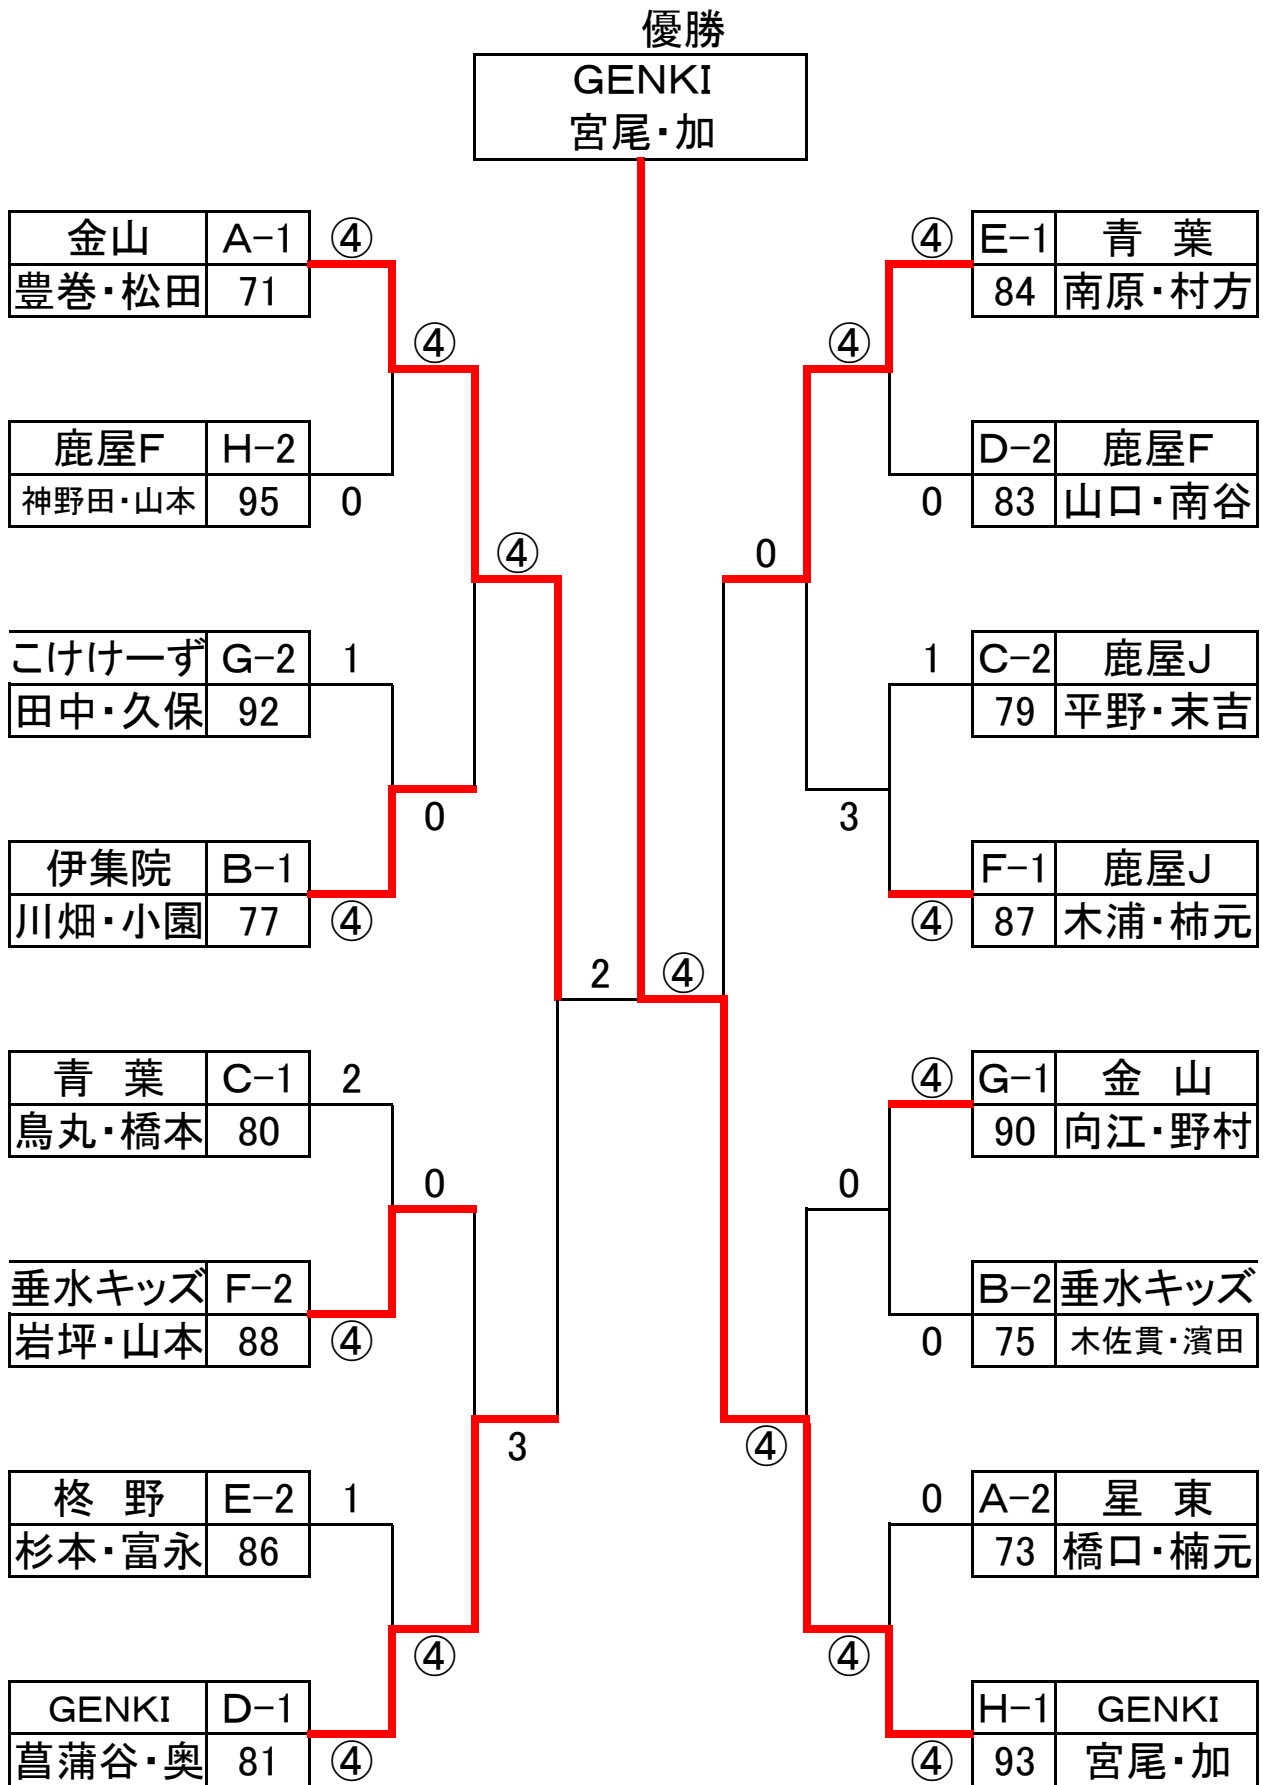 優勝
GENKI
宮尾・加
金山 A-1 ④
豊巻・松田 71
④
鹿屋F H-2
神野田・山本 95 0
④
こけけーず G-2 1
田中・久保 92
0
伊集院 B-1
川畑・小園 77 ④
2 ④
青 葉 C-1 2
鳥丸・橋本 80
0
垂水キッズ F-2
岩坪・山本 88 ④
3
柊 野 E-2 1
杉本・富永 86
④
GENKI D-1
菖蒲谷・奥 81 ④
④ E-1 青 葉
84 南原・村方
④
D-2 鹿屋F
0 83 山口・南谷
0
1 C-2 鹿屋J
79 平野・末吉
3
F-1 鹿屋J
④ 87 木浦・柿元
④ G-1 金 山
90 向江・野村
0
B-2 垂水キッズ
0 75 木佐貫・濱田
④
0 A-2 星 東
73 橋口・楠元
④
H-1 GENKI
④ 93 宮尾・加